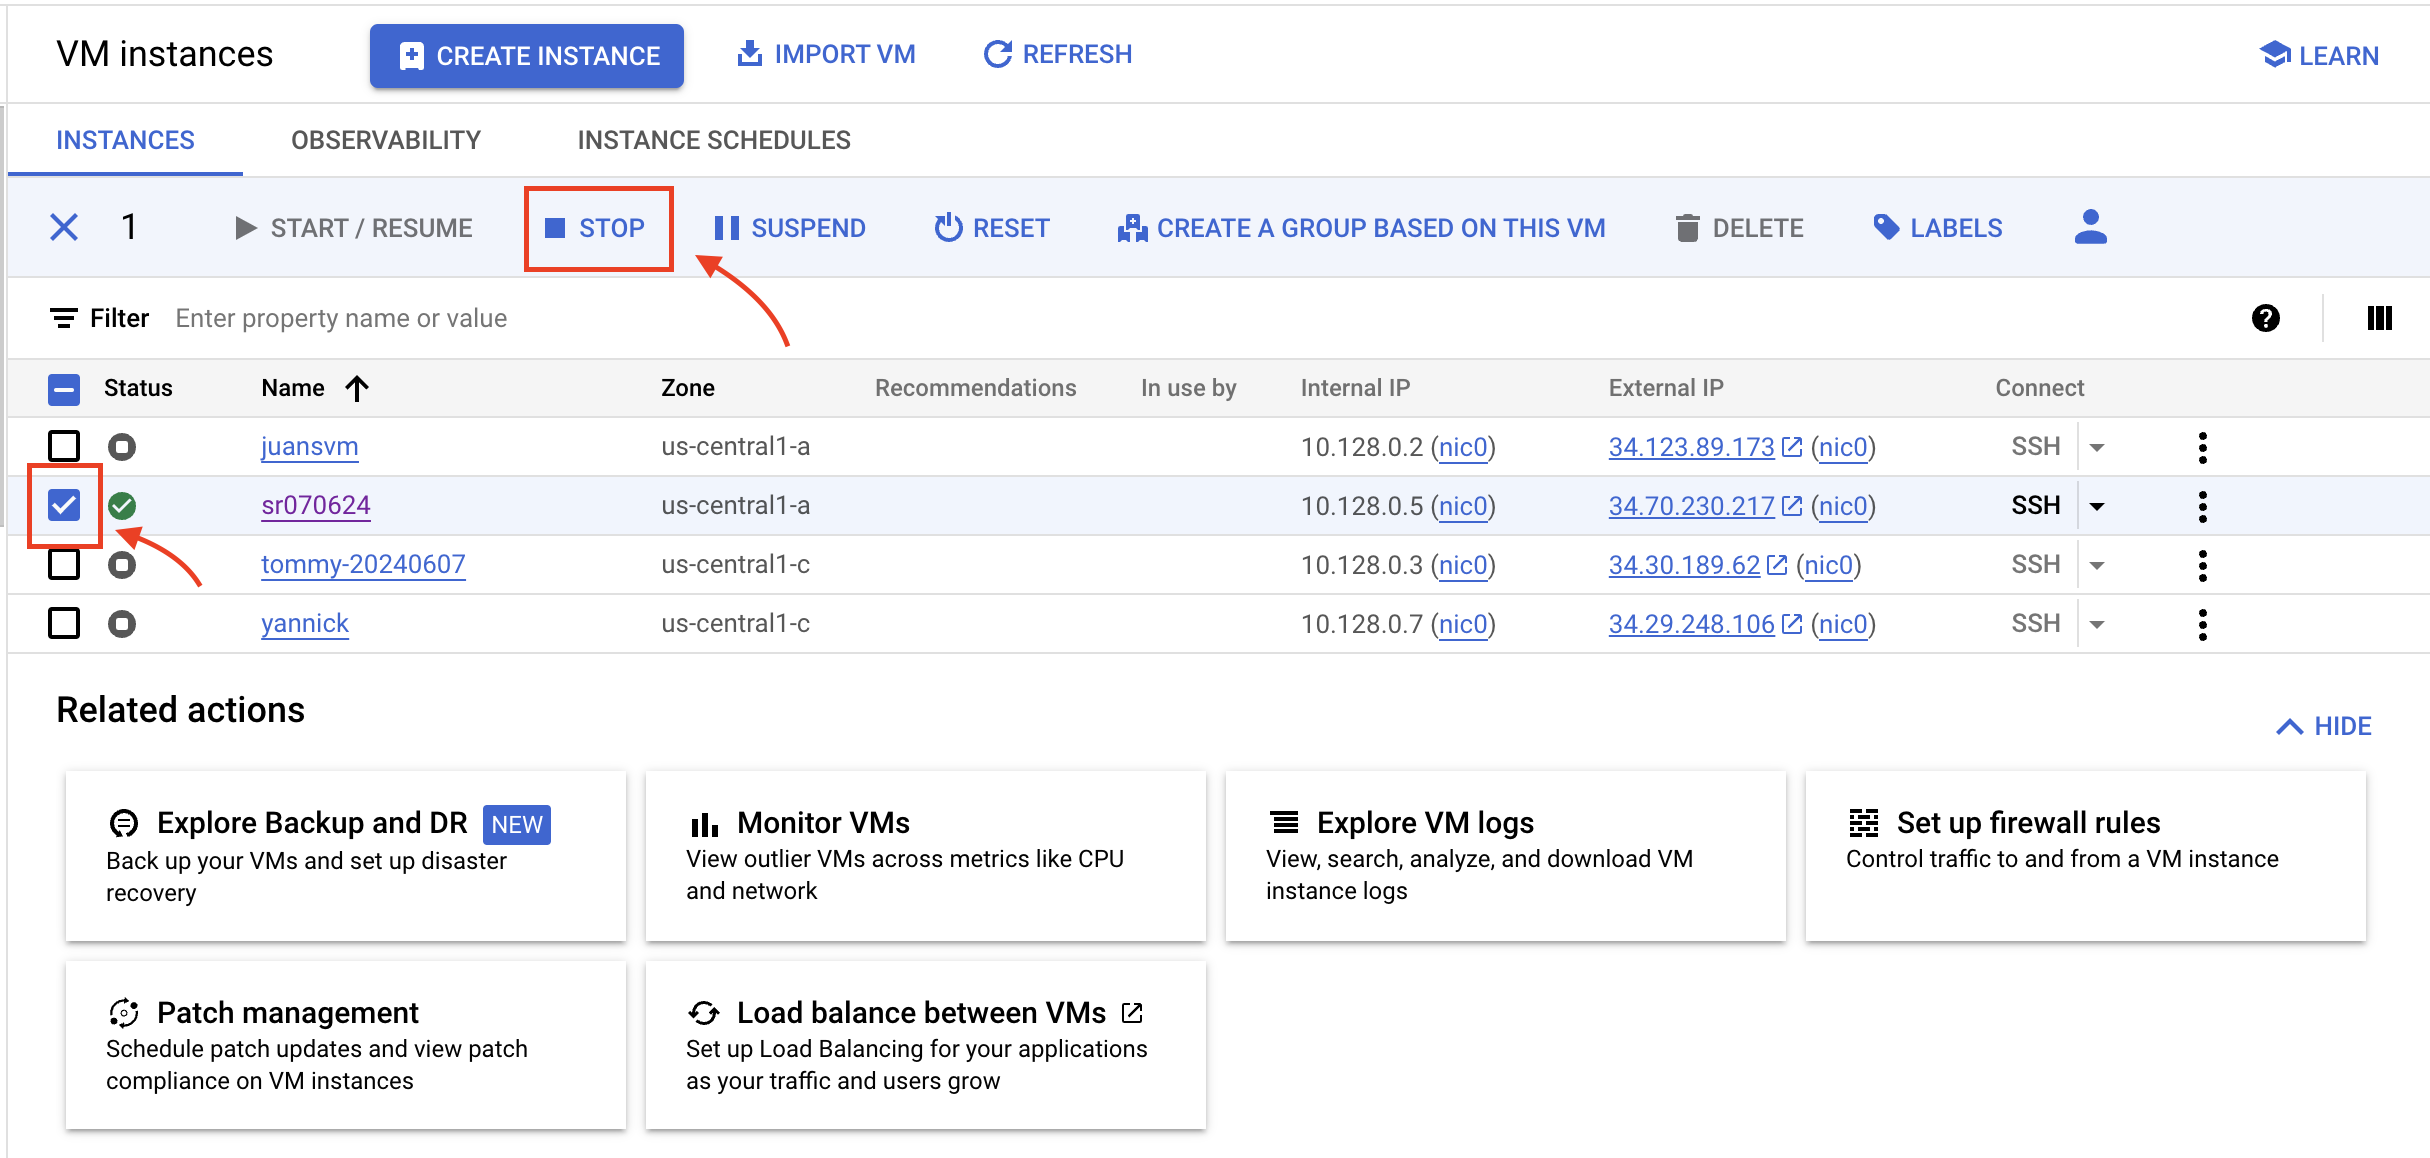 VM instances CREATE INSTANCE IMPORT VM REFRESH LEARN
INSTANCES OBSERVABILITY INSTANCE SCHEDULES
1 START / RESUME STOP SUSPEND RESET CREATE A GROUP BASED ON THIS VM DELETE LABELS
Filter Enter property name or value
Status Name Zone Recommendations In use by Internal IP External IP Connect
juansvm us-central1-a 10.128.0.2 (nic0) 34.123.89.173 (nic0) SSH
sr070624 us-central1-a 10.128.0.5 (nic0) 34.70.230.217 (nic0) SSH
tommy-20240607 us-central1-c 10.128.0.3 (nic0) 34.30.189.62 (nic0) SSH
yannick us-central1-c 10.128.0.7 (nic0) 34.29.248.106 (nic0) SSH
Related actions
HIDE
Explore Backup and DR NEW
Back up your VMs and set up disaster
recovery
Monitor VMs
View outlier VMs across metrics like CPU
and network
Explore VM logs
View, search, analyze, and download VM
instance logs
Set up firewall rules
Control traffic to and from a VM instance
Patch management
Schedule patch updates and view patch
compliance on VM instances
Load balance between VMs
Set up Load Balancing for your applications
as your traffic and users grow